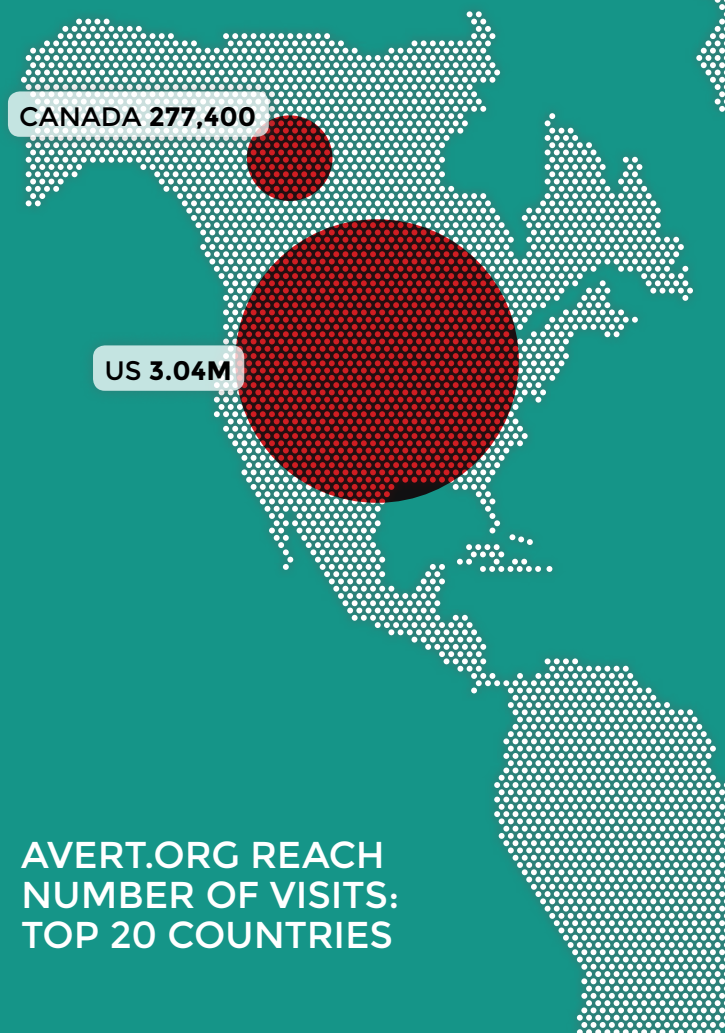 CANADA 277,400
US 3.04M
AVERT.ORG REACH
NUMBER OF VISITS:
TOP 20 COUNTRIES